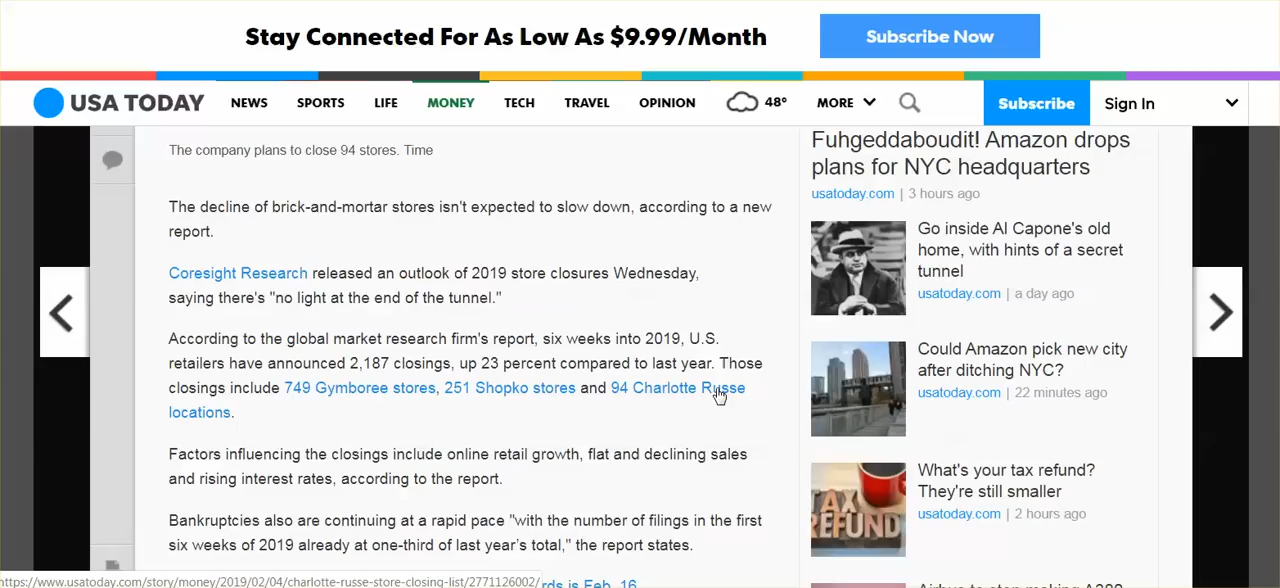 Stay Connected For As Low As $9.99/Month
Subscribe Now
USA TODAY
NEWS
SPORTS
LIFE
MONEY
TECH
TRAVEL
OPINION
48°
MORE
Subscribe
Sign In
The company plans to close 94 stores. Time
The decline of brick-and-mortar stores isn't expected to slow down, according to a new
report.
Coresight Research released an outlook of 2019 store closures Wednesday,
saying there's "no light at the end of the tunnel."
According to the global market research firm's report, six weeks into 2019, U.S.
retailers have announced 2,187 closings, up 23 percent compared to last year. Those
closings include 749 Gymboree stores, 251 Shopko stores and 94 Charlotte Russe
locations.
Factors influencing the closings include online retail growth, flat and declining sales
and rising interest rates, according to the report.
Bankruptcies also are continuing at a rapid pace "with the number of filings in the first
six weeks of 2019 already at one-third of last year's total," the report states.
rds is Feb. 16
https://www.usatoday.com/story/money/2019/02/04/charlotte-russe-store-closing-list/2771126002/
Fuhgeddaboudit! Amazon drops
plans for NYC headquarters
usatoday.com | 3 hours ago
Go inside Al Capone's old
home, with hints of a secret
tunnel
usatoday.com | a day ago
Could Amazon pick new city
after ditching NYC?
usatoday.com | 22 minutes ago
TAX
REFUND
What's your tax refund?
They're still smaller
usatoday.com | 2 hours ago
Airbus to stop making A380